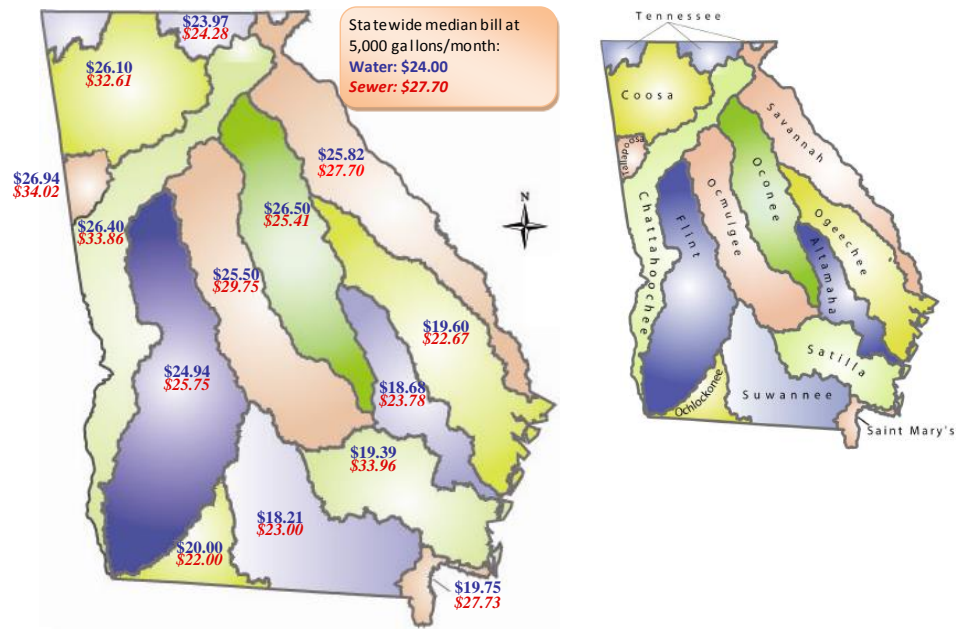 Statewide median bill at
5,000 gallons/month:
Water: $24.00
Sewer: $27.70
$23.97
$24.28
$26.10
$32.61
$25.82
$27.70
$26.94
$34.02
$26.40
$33.86
$26.50
$25.41
$25.50
$29.75
$19.60
$22.67
$24.94
$25.75
$18.68
$23.78
$19.39
$33.96
$18.21
$23.00
$20.00
$22.00
$19.75
$27.73
N
Tennessee
Coosa
Savannah
Tallapoosa
Chattahoochee
Flint
Ocmulgee
Oconee
Ogeechee
Altamaha
Satilla
Suwannee
Ochlockonee
Saint Mary's